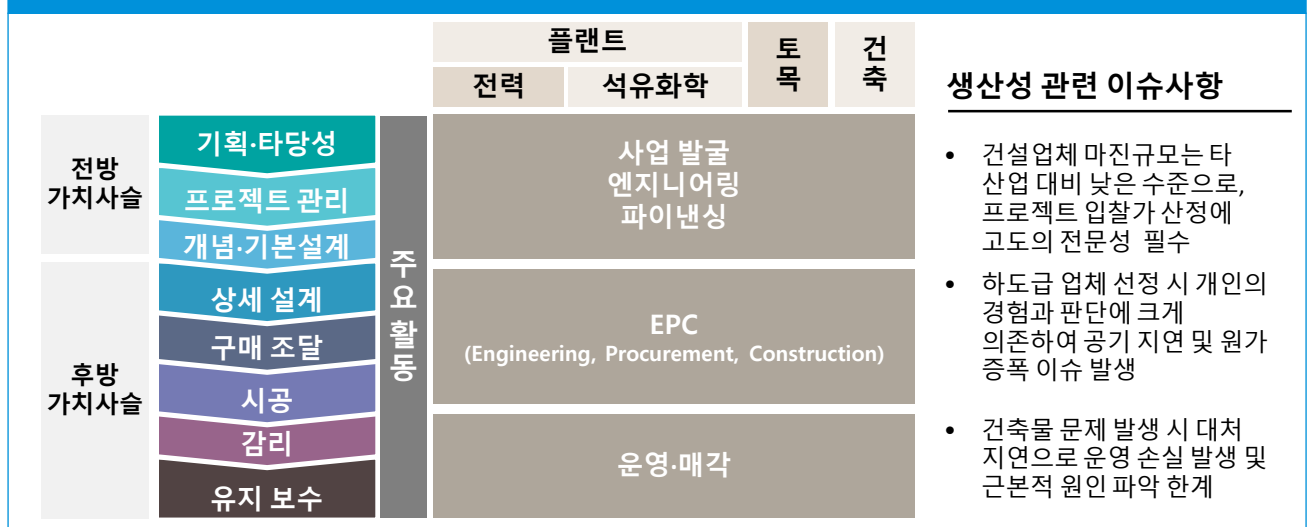 플랜트
토목
건축
전력
석유화학
생산성 관련 이슈사항
전방
가치사슬
기획·타당성
프로젝트 관리
개념·기본설계
후방
가치사슬
상세 설계
구매 조달
시공
감리
유지 보수
주요활동
사업 발굴
엔지니어링
파이낸싱
EPC
(Engineering, Procurement, Construction)
운영·매각
• 건설업체 마진규모는 타
산업 대비 낮은 수준으로,
프로젝트 입찰가 산정에
고도의 전문성 필수
• 하도급 업체 선정 시 개인의
경험과 판단에 크게
의존하여 공기 지연 및 원가
증폭 이슈 발생
• 건축물 문제 발생 시 대처
지연으로 운영 손실 발생 및
근본적 원인 파악 한계